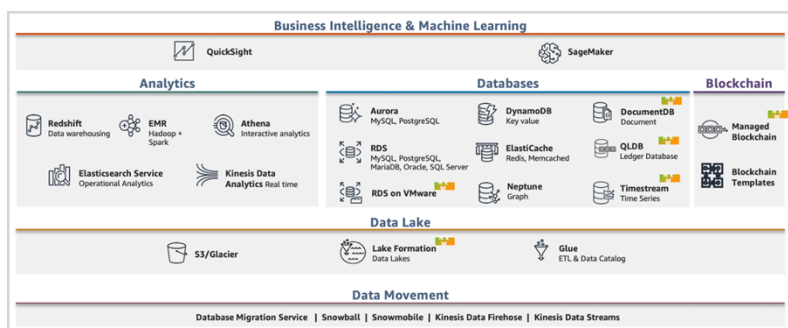 Business Intelligence & Machine Learning
QuickSight
SageMaker
Analytics
Redshift
Data warehousing
EMR
Hadoop +
Spark
Athena
Interactive analytics
Elasticsearch Service
Operational Analytics
Kinesis Data
Analytics Real time
Databases
Aurora
MySQL, PostgreSQL
DynamoDB
Key value
DocumentDB
Document
RDS
MySQL, PostgreSQL,
MariaDB, Oracle, SQL Server
ElastiCache
Redis, Memcached
QLDB
Ledger Database
RDS on VMware
Neptune
Graph
Timestream
Time Series
Blockchain
Managed
Blockchain
Blockchain
Templates
Data Lake
S3/Glacier
Lake Formation
Data Lakes
Glue
ETL & Data Catalog
Data Movement
Database Migration Service | Snowball | Snowmobile | Kinesis Data Firehose | Kinesis Data Streams